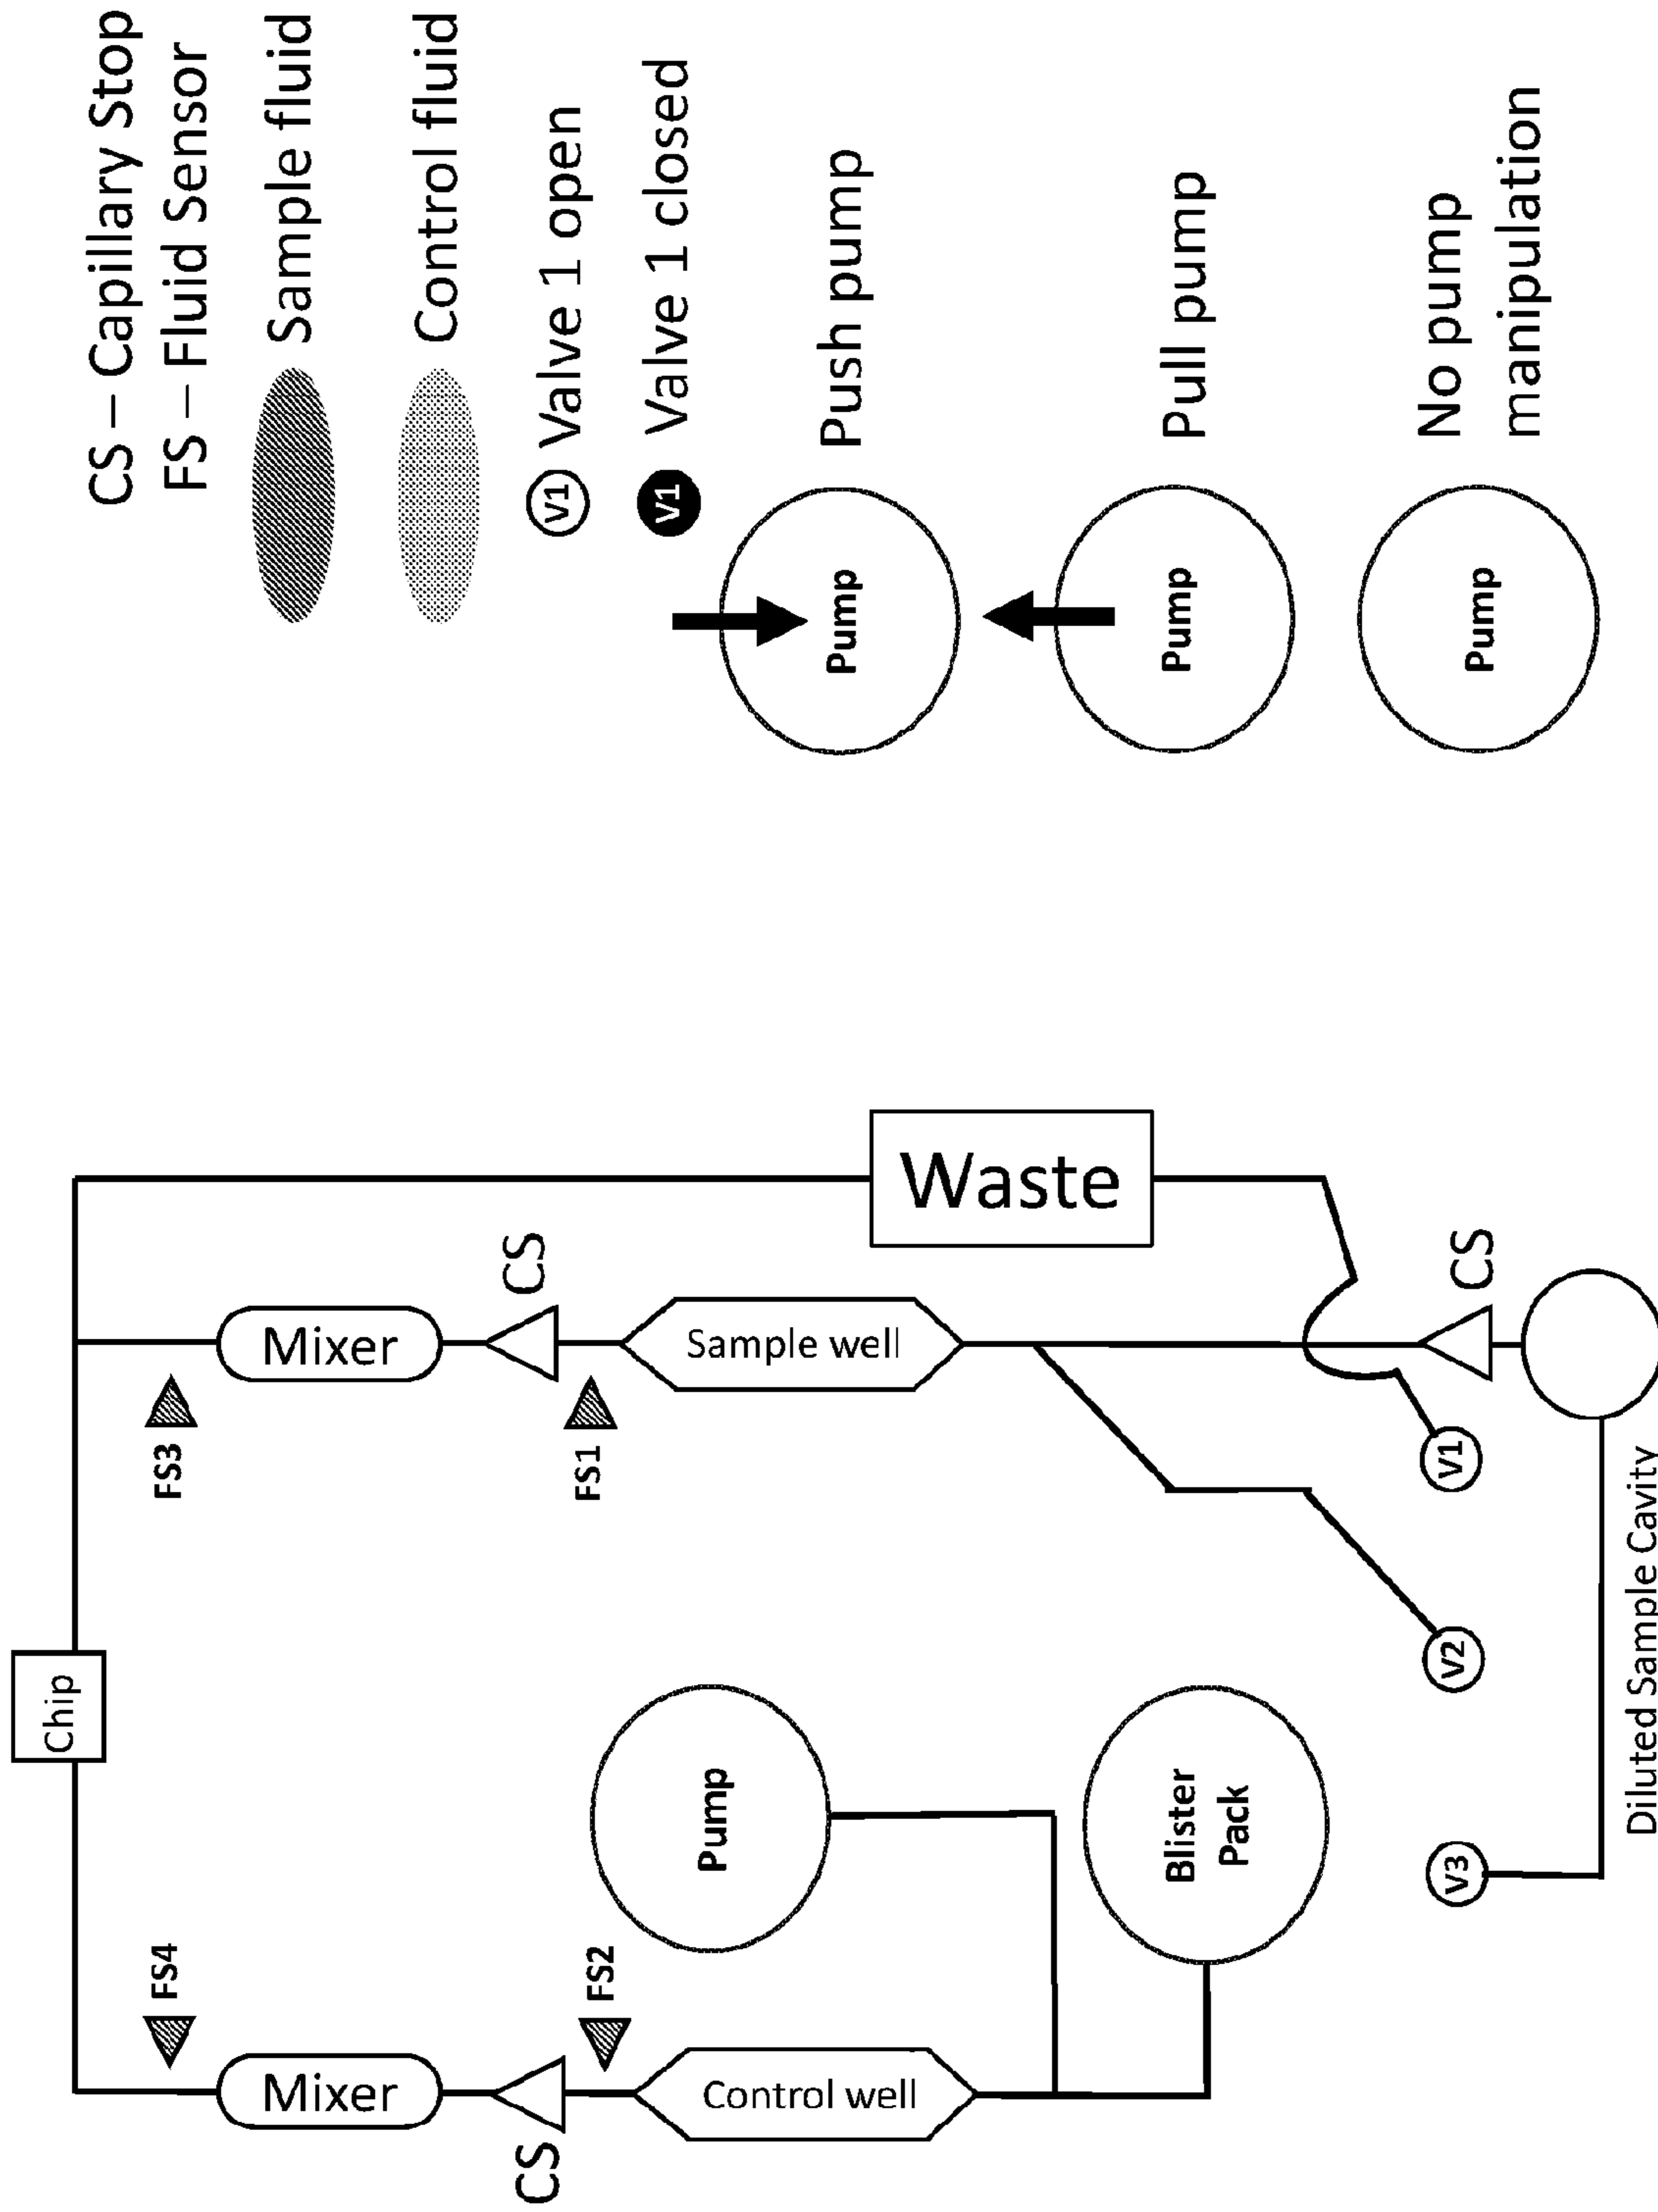 Chip
FS4
FS3
Mixer
Mixer
CS
CS
FS2
FS1
Control well
Sample well
Pump
Waste
Blister
Pack
V3
V2
V1
CS
Diluted Sample Cavity
CS – Capillary Stop
FS – Fluid Sensor
Sample fluid
Control fluid
V1 Valve 1 open
V1 Valve 1 closed
Pump
Push pump
Pump
Pull pump
Pump
No pump
manipulation